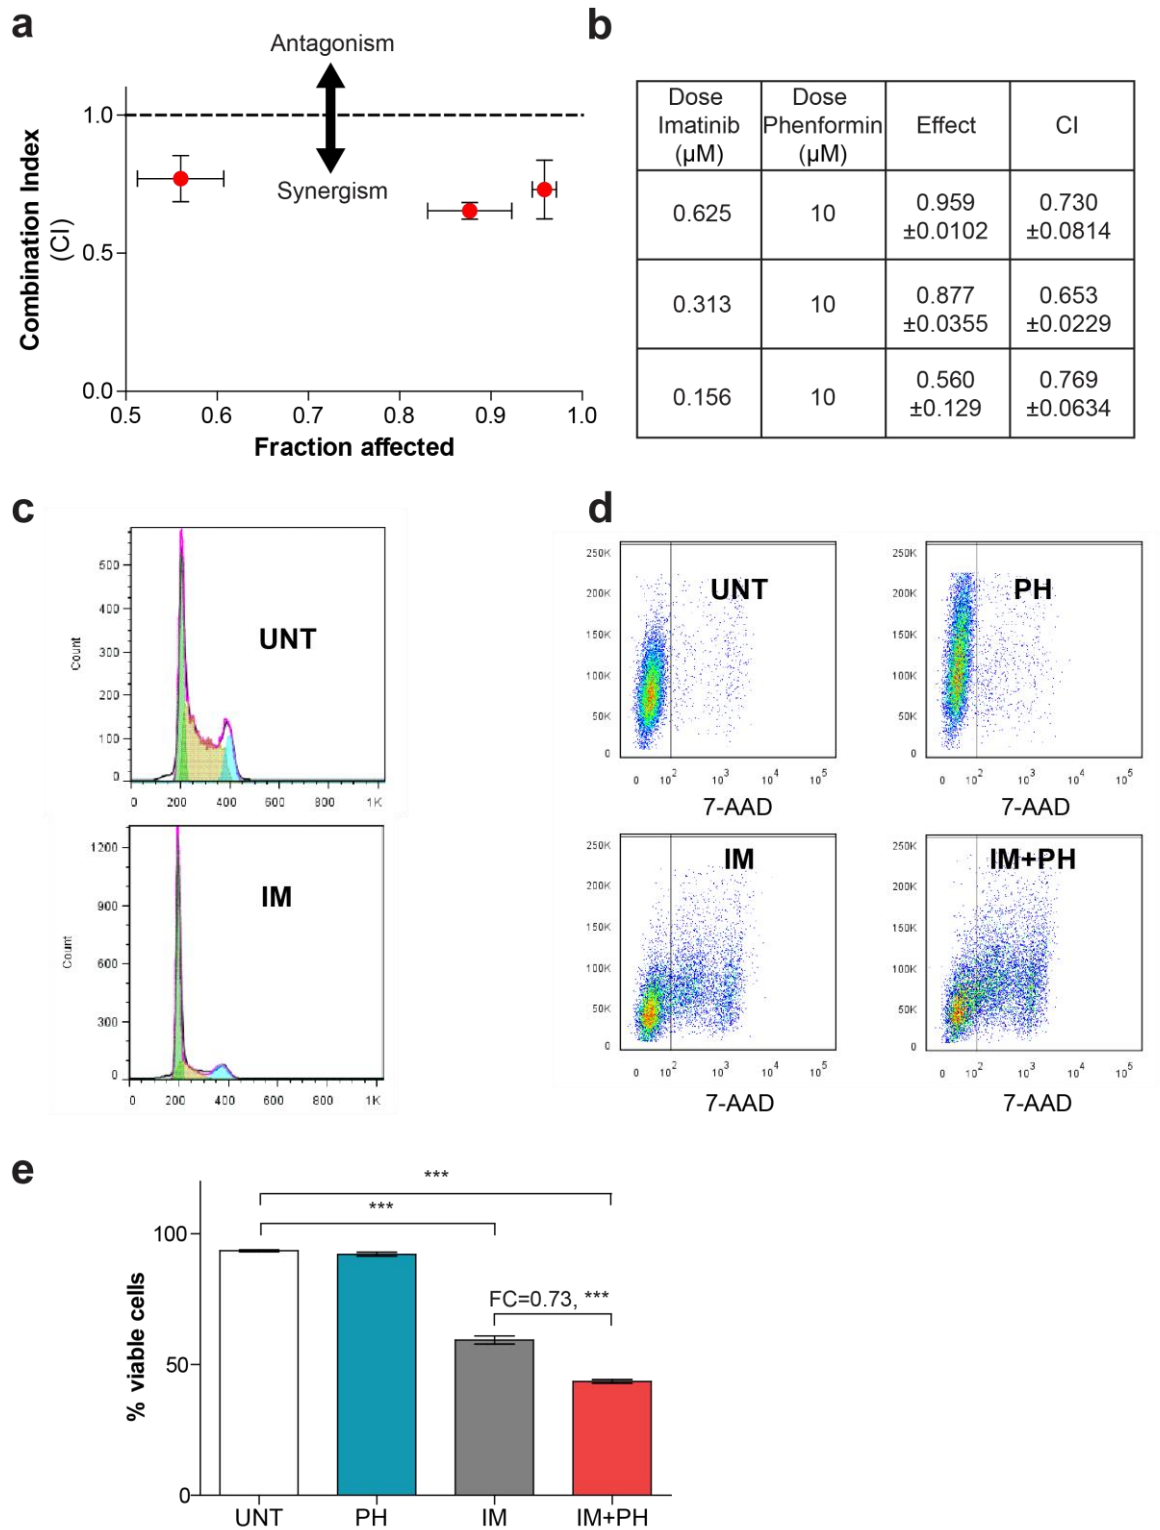 a
Antagonism
1.0
Synergism
0.5
0.0
0.5 0.6 0.7 0.8 0.9 1.0
Combination Index
(CI)
Fraction affected
b
Dose
Imatinib
(µM)
Dose
Phenformin
(µM)
Effect
CI
0.625
10
0.959
±0.0102
0.730
±0.0814
0.313
10
0.877
±0.0355
0.653
±0.0229
0.156
10
0.560
±0.129
0.769
±0.0634
c
500
400
300
200
100
0
Count
UNT
0 200 400 600 800 1K
1200
900
600
300
0
Count
IM
0 200 400 600 800 1K
d
250K
200K
150K
100K
50K
0
UNT
0 10² 10³ 10⁴ 10⁵
7-AAD
250K
200K
150K
100K
50K
0
PH
0 10² 10³ 10⁴ 10⁵
7-AAD
250K
200K
150K
100K
50K
0
IM
0 10² 10³ 10⁴ 10⁵
7-AAD
250K
200K
150K
100K
50K
0
IM+PH
0 10² 10³ 10⁴ 10⁵
7-AAD
e
***
***
FC=0.73, ***
100
50
0
% viable cells
UNT PH IM IM+PH